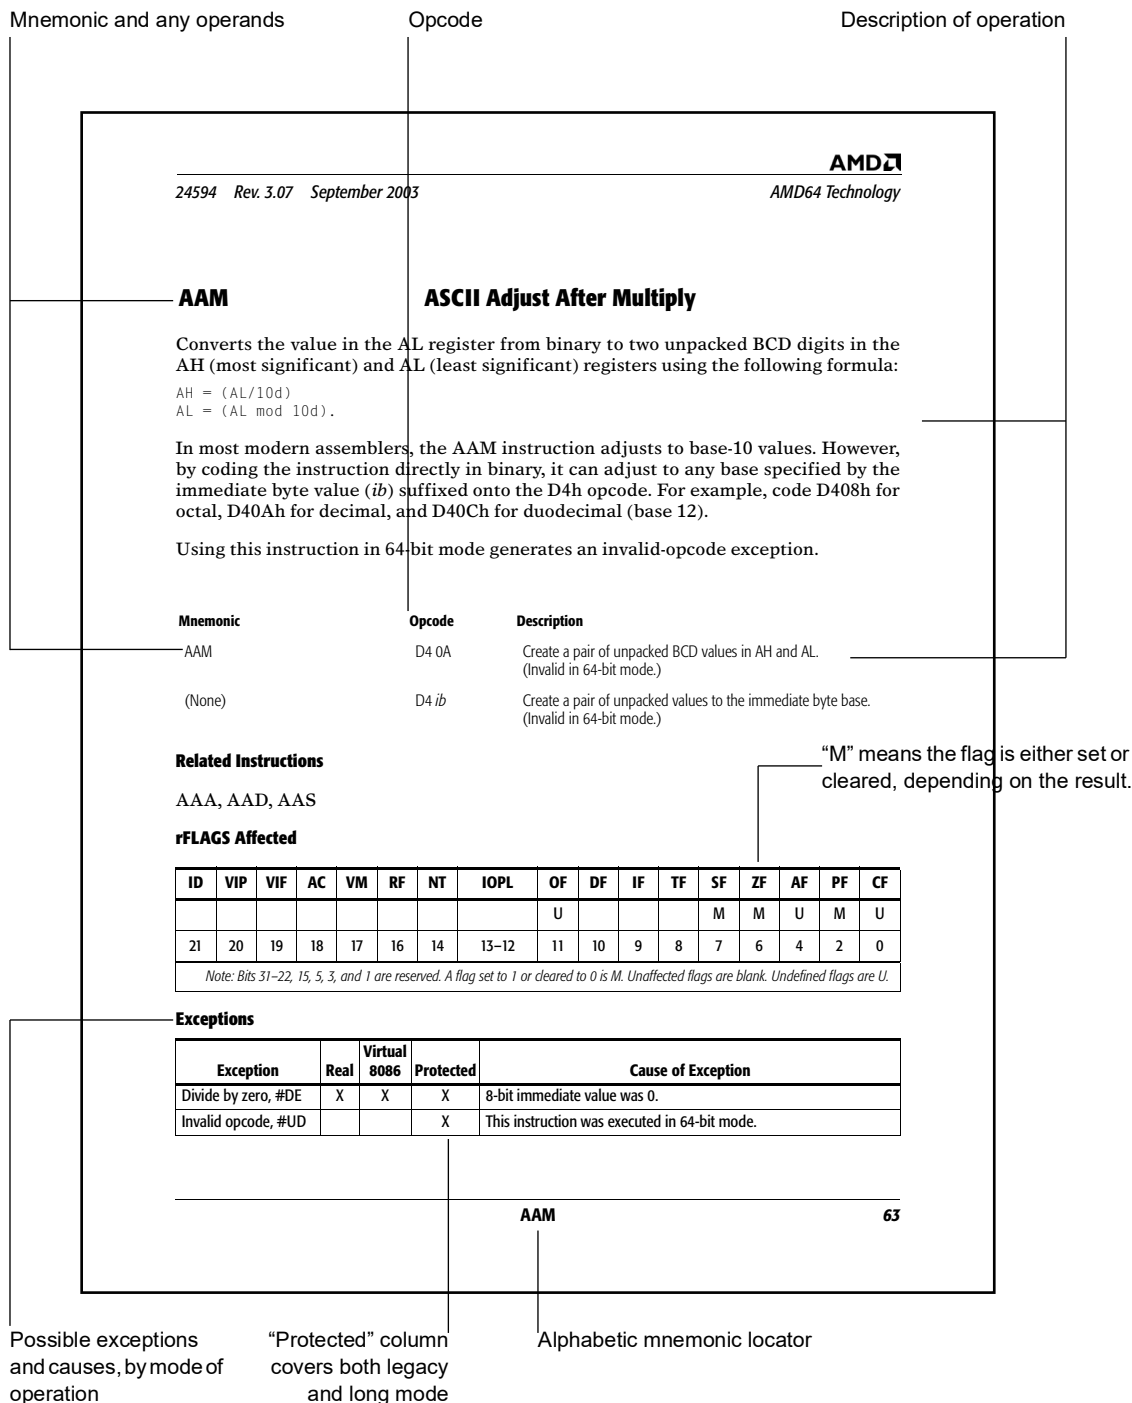 Mnemonic and any operands
Opcode
Description of operation
AMD
24594 Rev. 3.07 September 2003
AMD64 Technology
AAM
ASCII Adjust After Multiply
Converts the value in the AL register from binary to two unpacked BCD digits in the
AH (most significant) and AL (least significant) registers using the following formula:
AH = (AL/10d)
AL = (AL mod 10d).
In most modern assemblers, the AAM instruction adjusts to base-10 values. However,
by coding the instruction directly in binary, it can adjust to any base specified by the
immediate byte value (ib) suffixed onto the D4h opcode. For example, code D408h for
octal, D40Ah for decimal, and D40Ch for duodecimal (base 12).
Using this instruction in 64-bit mode generates an invalid-opcode exception.
Mnemonic Opcode Description
AAM D4 0A Create a pair of unpacked BCD values in AH and AL.
(Invalid in 64-bit mode.)
(None) D4 ib Create a pair of unpacked values to the immediate byte base.
(Invalid in 64-bit mode.)
Related Instructions
“M” means the flag is either set or
cleared, depending on the result.
AAA, AAD, AAS
rFLAGS Affected
ID VIP VIF AC VM RF NT IOPL OF DF IF TF SF ZF AF PF CF
U M M U M U
21 20 19 18 17 16 14 13–12 11 10 9 8 7 6 4 2 0
Note: Bits 31–22, 15, 5, 3, and 1 are reserved. A flag set to 1 or cleared to 0 is M. Unaffected flags are blank. Undefined flags are U.
Exceptions
Exception Real Virtual 8086 Protected Cause of Exception
Divide by zero, #DE X X X 8-bit immediate value was 0.
Invalid opcode, #UD X This instruction was executed in 64-bit mode.
AAM
63
Possible exceptions
and causes, by mode of
operation
“Protected” column
covers both legacy
and long mode
Alphabetic mnemonic locator